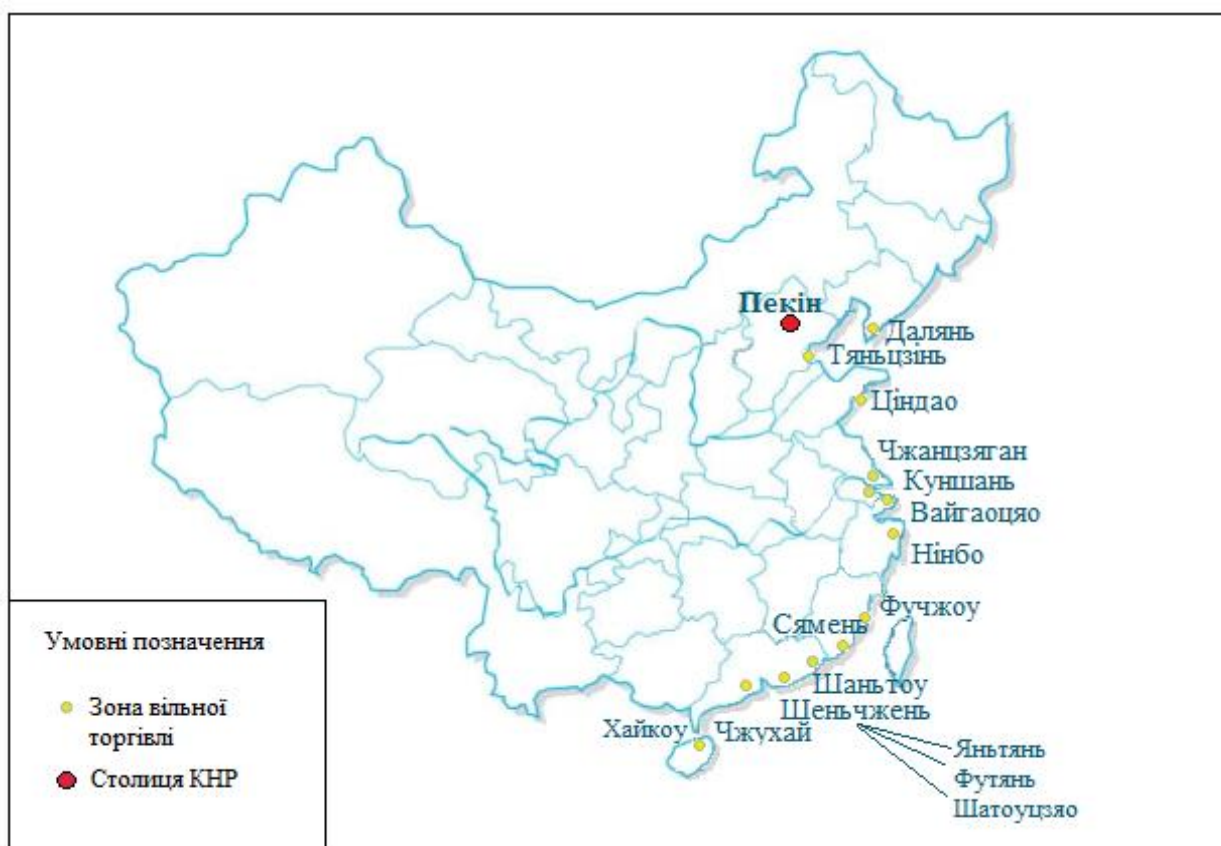 Пекін
Далянь
Тяньцзінь
Ціндао
Чжанцзяган
Куншань
Вайгаоцяо
Нінбо
Фучжоу
Сямень
Шаньтоу
Шеньчжень
Хайкоу
Чжухай
Яньтянь
Футянь
Шатоуцзяо
Умовні позначення
Зона вільної
торгівлі
Столиця КНР